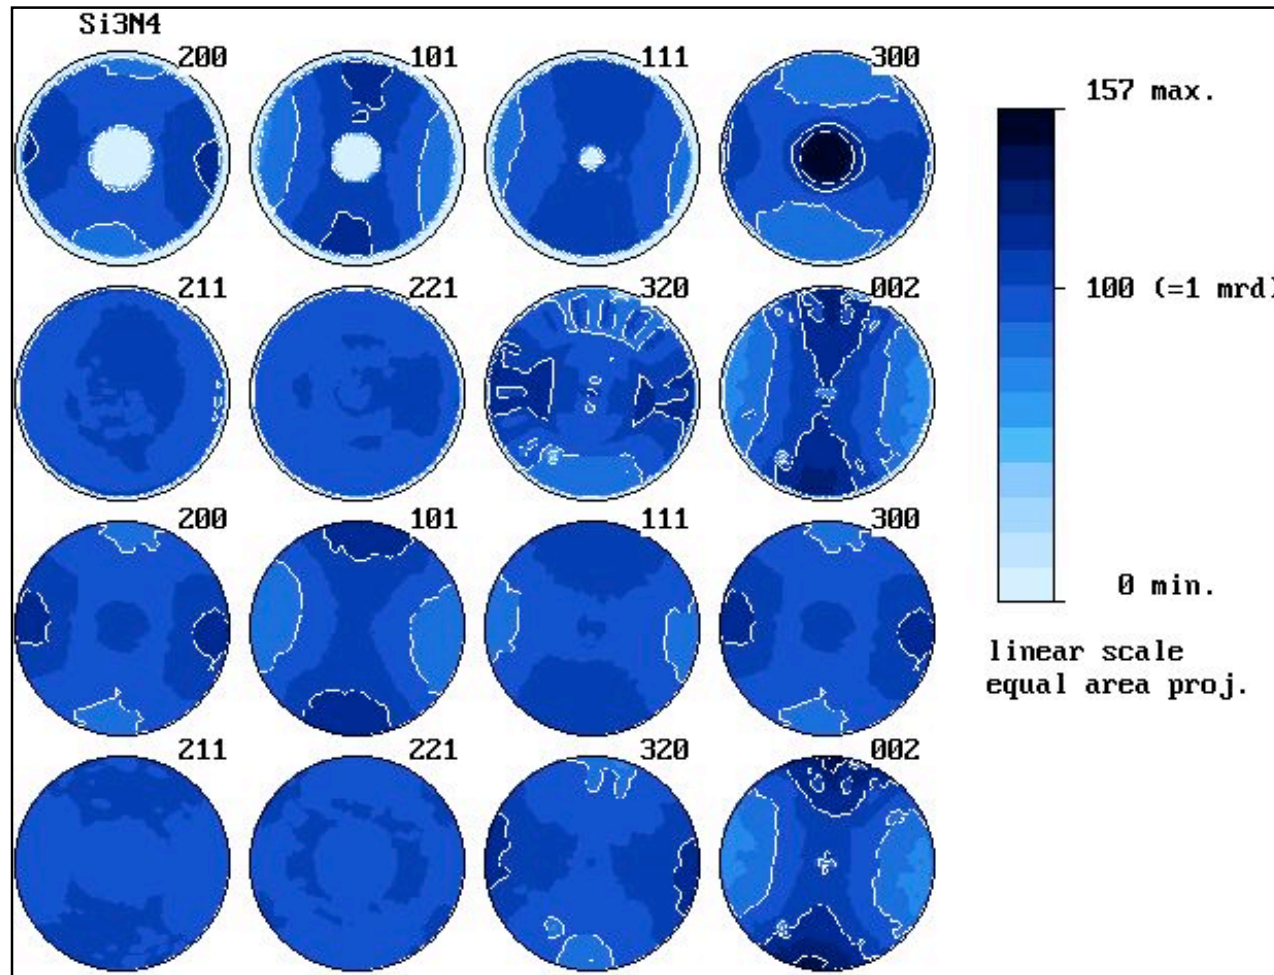 Si3N4
200 101 111 300
157 max.
100 (=1 mrd)
211 221 320 002
200 101 111 300
0 min.
linear scale
equal area proj.
211 221 320 002